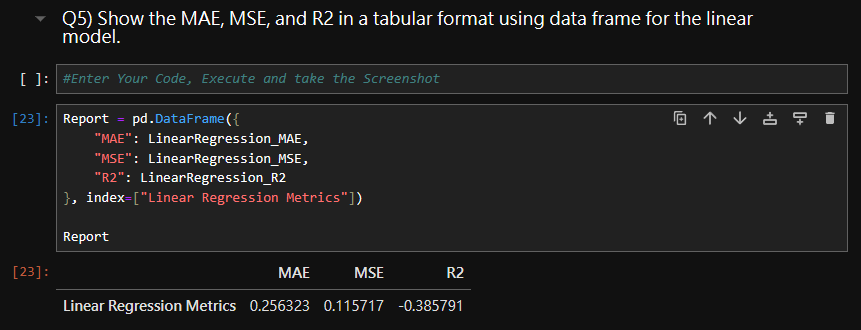 Q5) Show the MAE, MSE, and R2 in a tabular format using data frame for the linear
model.
[ ]: #Enter Your Code, Execute and take the Screenshot
[23]: Report = pd.DataFrame({
"MAE": LinearRegression_MAE,
"MSE": LinearRegression_MSE,
"R2": LinearRegression_R2
}, index=["Linear Regression Metrics"])
Report
[23]: MAE MSE R2
Linear Regression Metrics 0.256323 0.115717 -0.385791